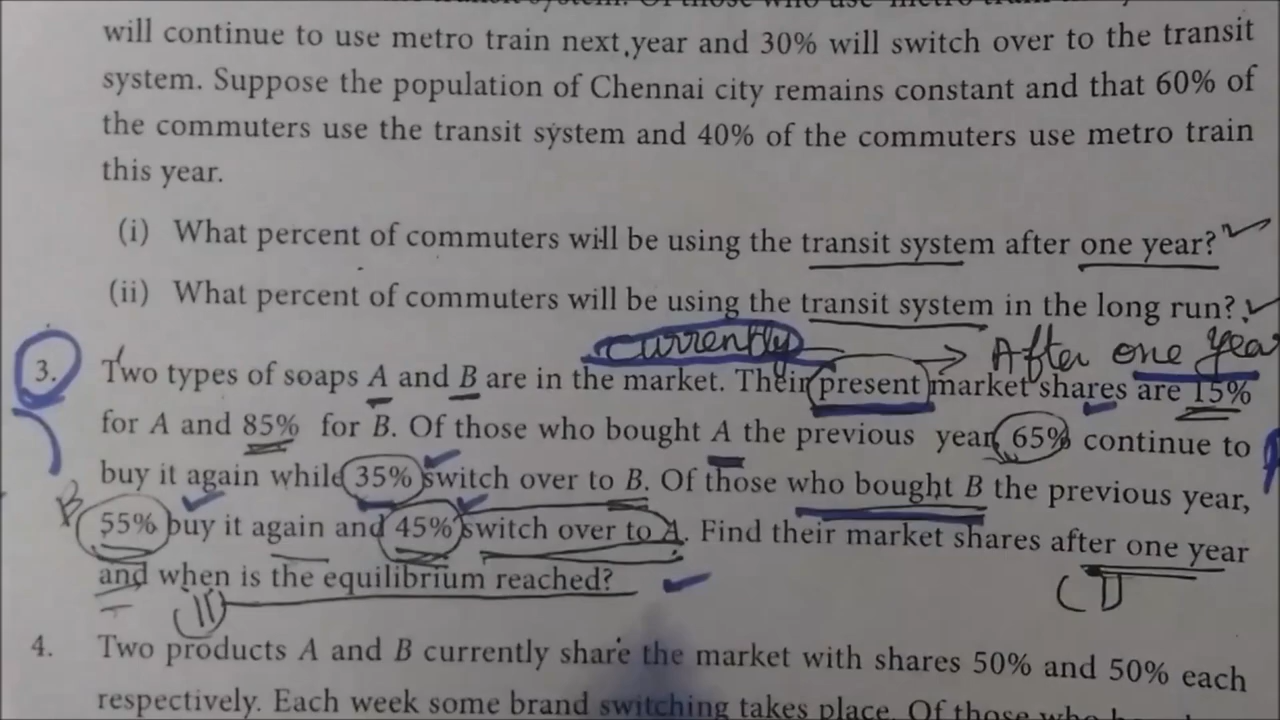 will continue to use metro train next year and 30% will switch over to the transit
system. Suppose the population of Chennai city remains constant and that 60% of
the commuters use the transit system and 40% of the commuters use metro train
this year.
(i) What percent of commuters will be using the transit system after one year?
(ii) What percent of commuters will be using the transit system in the long run?
Currently → After one year
3. Two types of soaps A and B are in the market. Their present market shares are 15%
for A and 85% for B. Of those who bought A the previous year, 65% continue to
buy it again while 35% switch over to B. Of those who bought B the previous year,
B
55% buy it again and 45% switch over to A. Find their market shares after one year
and when is the equilibrium reached?
(II) (I)
4. Two products A and B currently share the market with shares 50% and 50% each
respectively. Each week some brand switching takes place. Of those who